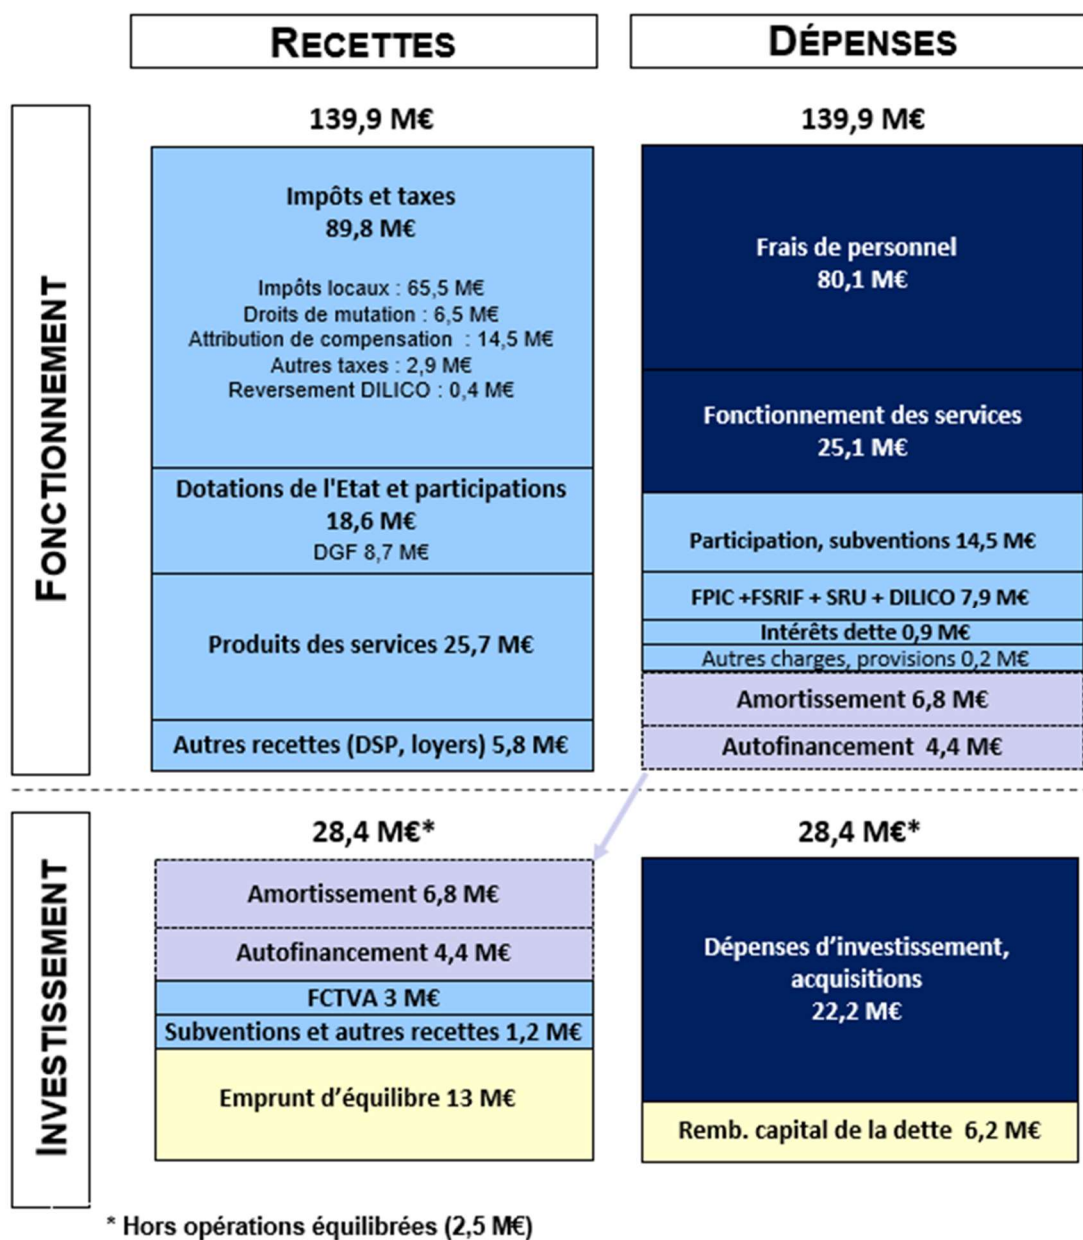 RECETTES
DÉPENSES
FONCTIONNEMENT
139,9 M€
Impôts et taxes
89,8 M€
Impôts locaux : 65,5 M€
Droits de mutation : 6,5 M€
Attribution de compensation : 14,5 M€
Autres taxes : 2,9 M€
Reversement DILICO : 0,4 M€
Dotations de l'Etat et participations
18,6 M€
DGF 8,7 M€
Produits des services 25,7 M€
Autres recettes (DSP, loyers) 5,8 M€
139,9 M€
Frais de personnel
80,1 M€
Fonctionnement des services
25,1 M€
Participation, subventions 14,5 M€
FPIC +FSRIF + SRU + DILICO 7,9 M€
Intérêts dette 0,9 M€
Autres charges, provisions 0,2 M€
Amortissement 6,8 M€
Autofinancement 4,4 M€
INVESTISSEMENT
28,4 M€*
Amortissement 6,8 M€
Autofinancement 4,4 M€
FCTVA 3 M€
Subventions et autres recettes 1,2 M€
Emprunt d’équilibre 13 M€
28,4 M€*
Dépenses d’investissement,
acquisitions
22,2 M€
Remb. capital de la dette 6,2 M€
* Hors opérations équilibrées (2,5 M€)